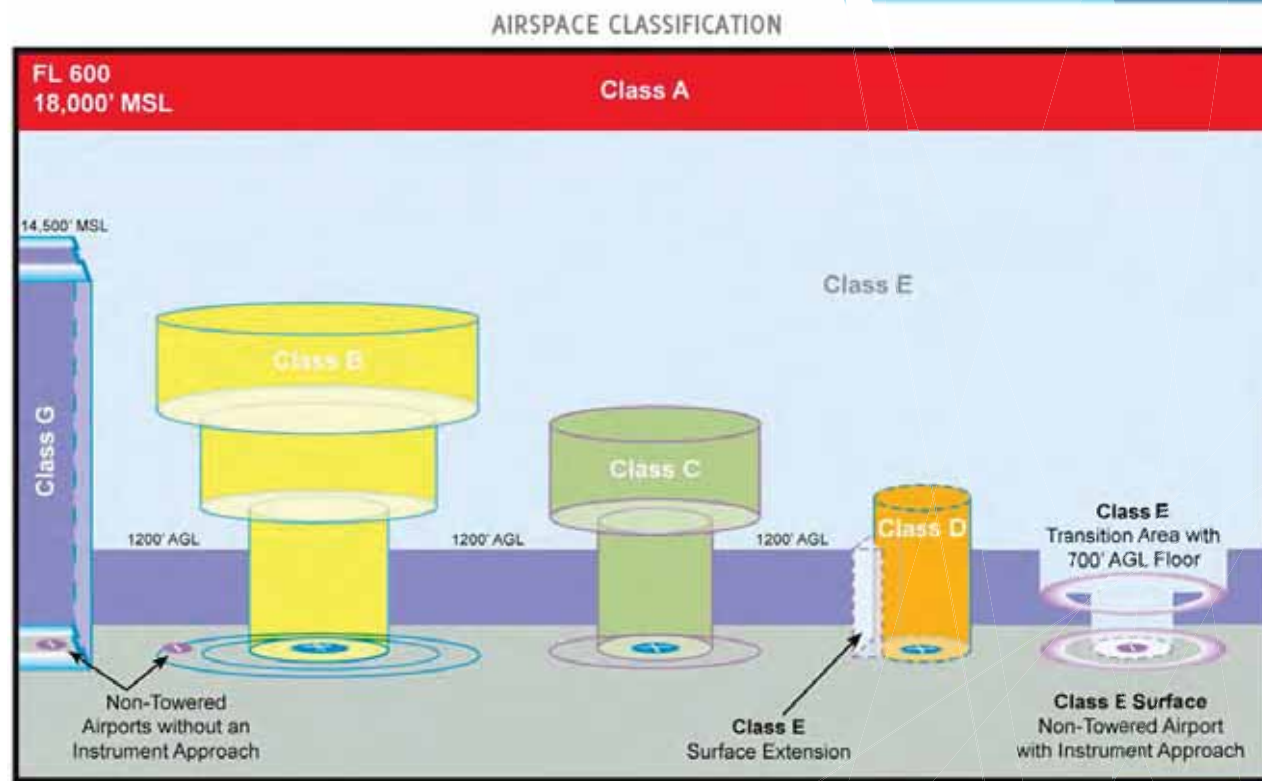 AIRSPACE CLASSIFICATION
FL 600
18,000' MSL
Class A
14,500' MSL
Class E
Class B
Class G
Class C
Class D
1200' AGL
1200' AGL
1200' AGL
Class E
Transition Area with
700' AGL Floor
Non-Towered
Airports without an
Instrument Approach
Class E
Surface Extension
Class E Surface
Non-Towered Airport
with Instrument Approach